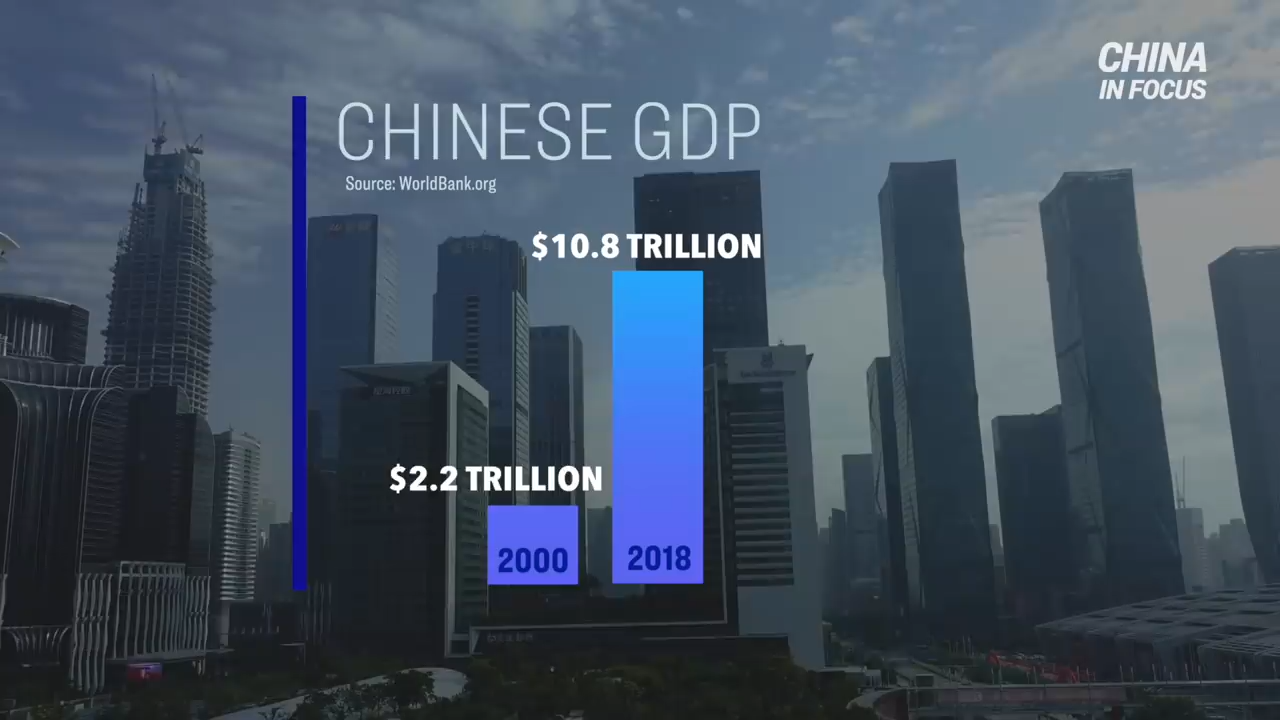 CHINA
IN FOCUS
CHINESE GDP
Source: WorldBank.org
$10.8 TRILLION
$2.2 TRILLION
2000
2018